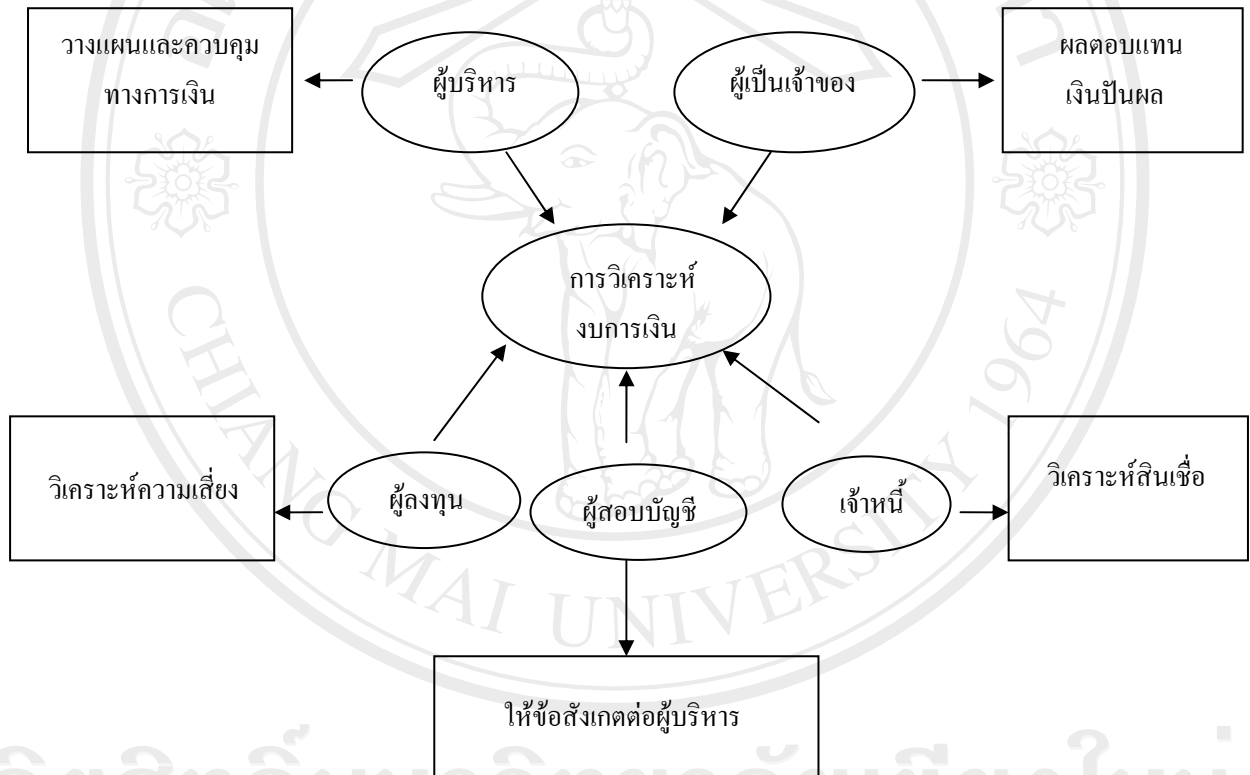 วางแผนและควบคุม
ทางการเงิน
ผู้บริหาร
ผู้เป็นเจ้าของ
ผลตอบแทน
เงินปันผล
การวิเคราะห์
งบการเงิน
วิเคราะห์ความเสี่ยง
ผู้ลงทุน
ผู้สอบบัญชี
เจ้าหนี้
วิเคราะห์สินเชื่อ
ให้ข้อสังเกตต่อผู้บริหาร
CHIANG MAI UNIVERSITY 1964